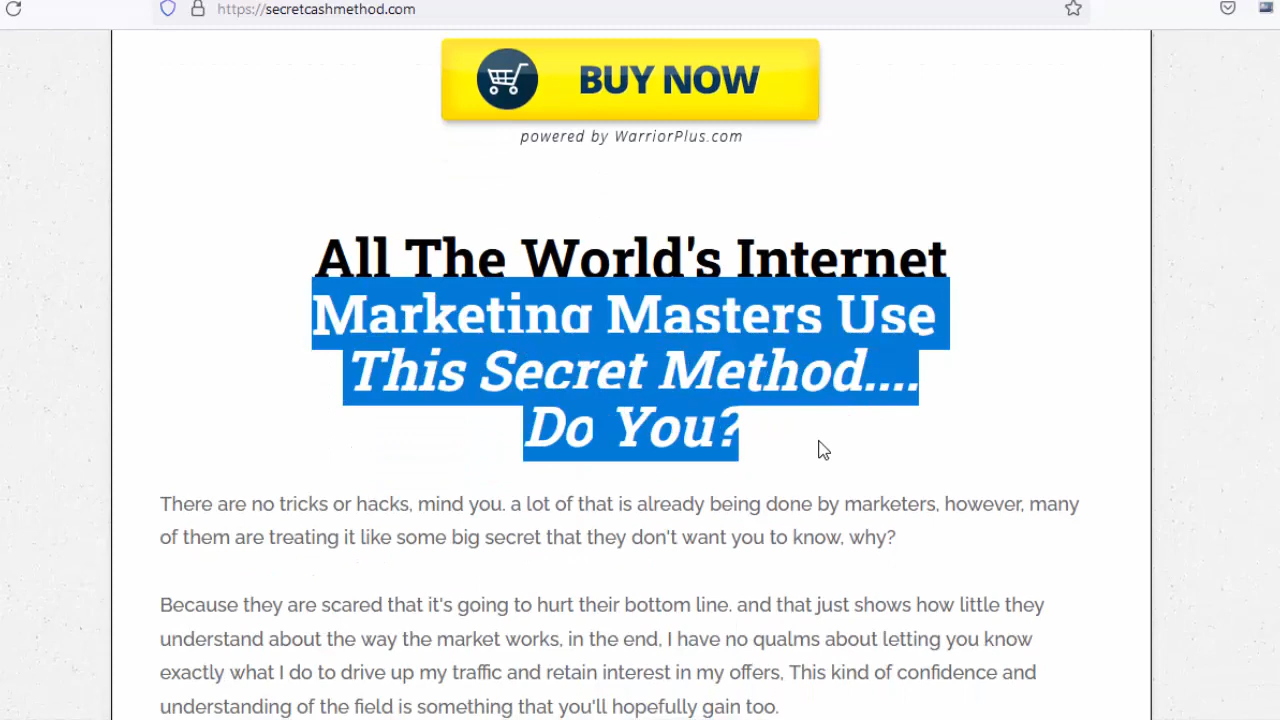 https://secretcashmethod.com
BUY NOW
powered by WarriorPlus.com
All The World's Internet
Marketing Masters Use
This Secret Method....
Do You?
There are no tricks or hacks, mind you. a lot of that is already being done by marketers, however, many
of them are treating it like some big secret that they don't want you to know, why?
Because they are scared that it's going to hurt their bottom line. and that just shows how little they
understand about the way the market works, in the end, I have no qualms about letting you know
exactly what I do to drive up my traffic and retain interest in my offers, This kind of confidence and
understanding of the field is something that you'll hopefully gain too.